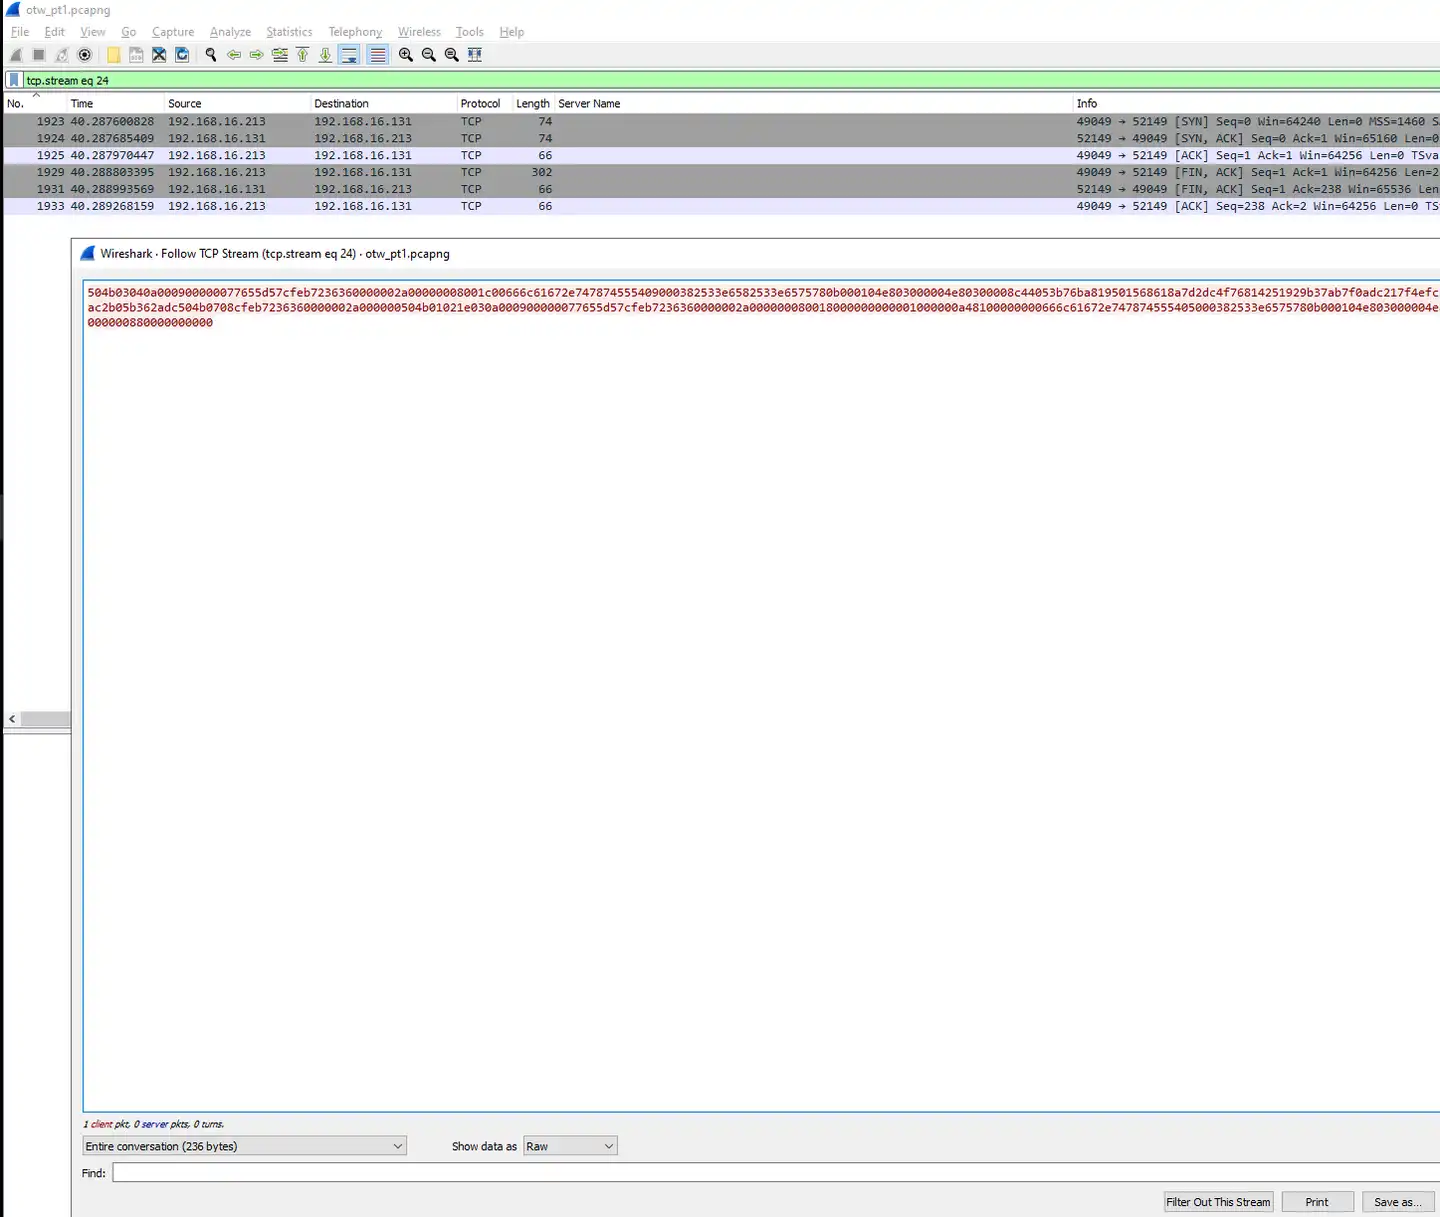 otw_pt1.pcapng
File Edit View Go Capture Analyze Statistics Telephony Wireless Tools Help
tcp.stream eq 24
No. Time Source Destination Protocol Length Server Name Info
1923 40.287600828 192.168.16.213 192.168.16.131 TCP 74 49049 → 52149 [SYN] Seq=0 Win=64240 Len=0 MSS=1460 S
1924 40.287685409 192.168.16.131 192.168.16.213 TCP 74 52149 → 49049 [SYN, ACK] Seq=0 Ack=1 Win=65160 Len=0
1925 40.287970447 192.168.16.213 192.168.16.131 TCP 66 49049 → 52149 [ACK] Seq=1 Ack=1 Win=64256 Len=0 TSva
1929 40.288803395 192.168.16.213 192.168.16.131 TCP 302 49049 → 52149 [FIN, ACK] Seq=1 Ack=1 Win=64256 Len=2
1931 40.288993569 192.168.16.131 192.168.16.213 TCP 66 52149 → 49049 [FIN, ACK] Seq=1 Ack=238 Win=65536 Len
1933 40.289268159 192.168.16.213 192.168.16.131 TCP 66 49049 → 52149 [ACK] Seq=238 Ack=2 Win=64256 Len=0 TS
Wireshark · Follow TCP Stream (tcp.stream eq 24) · otw_pt1.pcapng
504b03040a000900000077655d57cfeb7236360000002a00000008001c00666c61672e747874555409000382533e6582533e6575780b000104e803000004e80300008c44053b76ba819501568618a7d2dc4f76814251929b37ab7f0adc217f4efc
ac2b05b362adc504b0708cfeb7236360000002a000000504b01021e030a000900000077655d57cfeb7236360000002a000000080018000000000001000000a48100000000666c61672e747874555405000382533e6575780b000104e803000004e
000000880000000000
1 client pkt, 0 server pkts, 0 turns.
Entire conversation (236 bytes) Show data as Raw
Find:
Filter Out This Stream Print Save as...